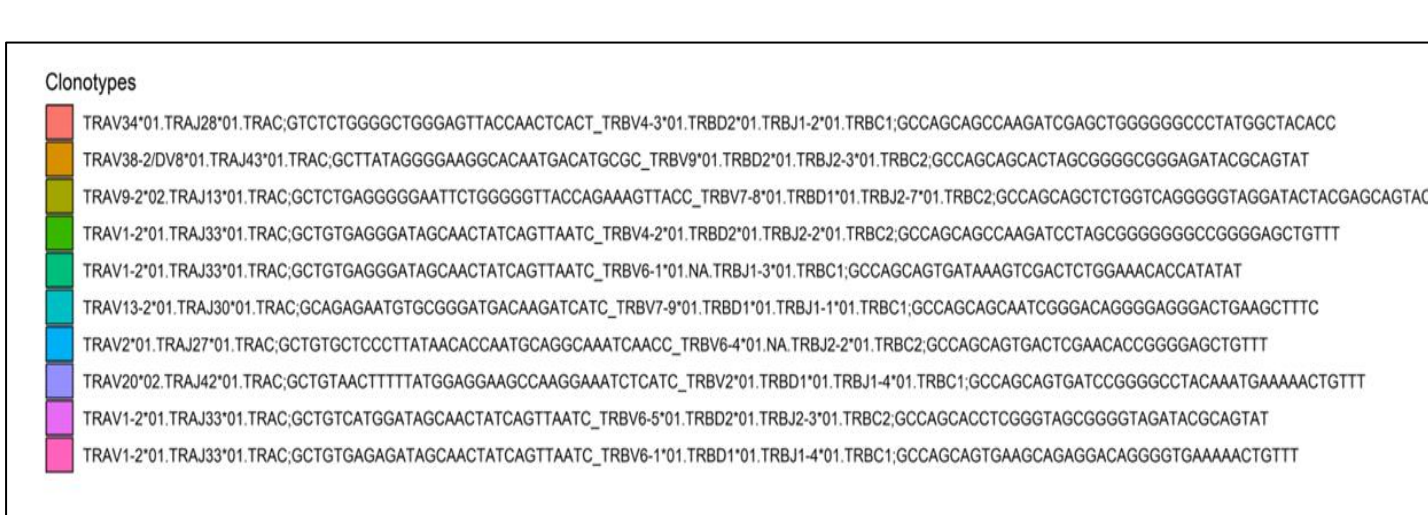 Clonotypes
TRAV34*01.TRAJ28*01.TRAC;GTCTCTGGGGCTGGGAGTTACCAACTCACT_TRBV4-3*01.TRBD2*01.TRBJ1-2*01.TRBC1;GCCAGCAGCCAAGATCGAGCTGGGGGGCCCTATGGCTACACC
TRAV38-2/DV8*01.TRAJ43*01.TRAC;GCTTATAGGGGAAGGCACAATGACATGCGC_TRBV9*01.TRBD2*01.TRBJ2-3*01.TRBC2;GCCAGCAGCACTAGCGGGGCGGGAGATACGCAGTAT
TRAV9-2*02.TRAJ13*01.TRAC;GCTCTGAGGGGGAATTCTGGGGGTTACCAGAAAGTTACC_TRBV7-8*01.TRBD1*01.TRBJ2-7*01.TRBC2;GCCAGCAGCTCTGGTCAGGGGGTAGGATACTACGAGCAGTAC
TRAV1-2*01.TRAJ33*01.TRAC;GCTGTGAGGGATAGCAACTATCAGTTAATC_TRBV4-2*01.TRBD2*01.TRBJ2-2*01.TRBC2;GCCAGCAGCCAAGATCCTAGCGGGGGGGCCGGGGAGCTGTTT
TRAV1-2*01.TRAJ33*01.TRAC;GCTGTGAGGGATAGCAACTATCAGTTAATC_TRBV6-1*01.NA.TRBJ1-3*01.TRBC1;GCCAGCAGTGATAAAGTCGACTCTGGAAACACCATATAT
TRAV13-2*01.TRAJ30*01.TRAC;GCAGAGAATGTGCGGGATGACAAGATCATC_TRBV7-9*01.TRBD1*01.TRBJ1-1*01.TRBC1;GCCAGCAGCAATCGGGACAGGGGAGGGACTGAAGCTTTC
TRAV2*01.TRAJ27*01.TRAC;GCTGTGCTCCCTTATAACACCAATGCAGGCAAATCAACC_TRBV6-4*01.NA.TRBJ2-2*01.TRBC2;GCCAGCAGTGACTCGAACACCGGGGAGCTGTTT
TRAV20*02.TRAJ42*01.TRAC;GCTGTAACTTTTTATGGAGGAAGCCAAGGAAATCTCATC_TRBV2*01.TRBD1*01.TRBJ1-4*01.TRBC1;GCCAGCAGTGATCCGGGGCCTACAAATGAAAAACTGTTT
TRAV1-2*01.TRAJ33*01.TRAC;GCTGTCATGGATAGCAACTATCAGTTAATC_TRBV6-5*01.TRBD2*01.TRBJ2-3*01.TRBC2;GCCAGCACCTCGGGTAGCGGGGTAGATACGCAGTAT
TRAV1-2*01.TRAJ33*01.TRAC;GCTGTGAGAGATAGCAACTATCAGTTAATC_TRBV6-1*01.TRBD1*01.TRBJ1-4*01.TRBC1;GCCAGCAGTGAAGCAGAGGACAGGGGTGAAAAACTGTTT